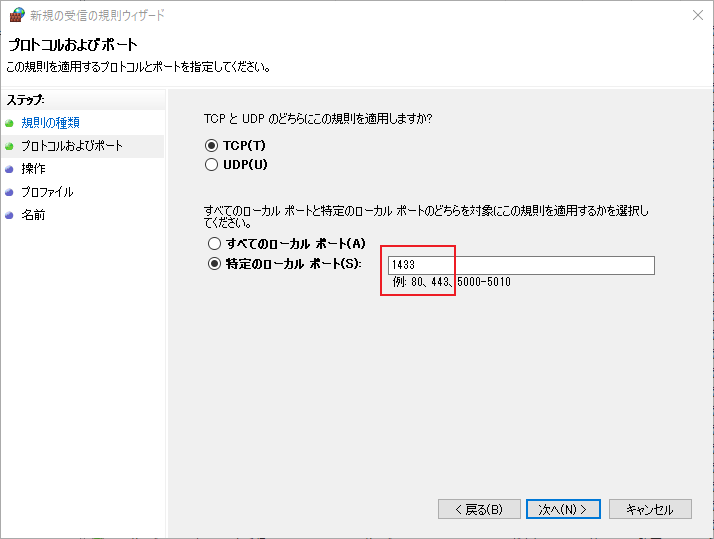 新規の受信の規則ウィザード
プロトコルおよびポート
この規則を適用するプロトコルとポートを指定してください。
ステップ:
規則の種類
プロトコルおよびポート
操作
プロファイル
名前
TCP と UDP のどちらにこの規則を適用しますか?
TCP(T)
UDP(U)
すべてのローカル ポートと特定のローカル ポートのどちらを対象にこの規則を適用するかを選択し
てください。
すべてのローカル ポート(A)
特定のローカル ポート(S):
1433
例: 80、443、5000-5010
< 戻る(B)
次へ(N) >
キャンセル